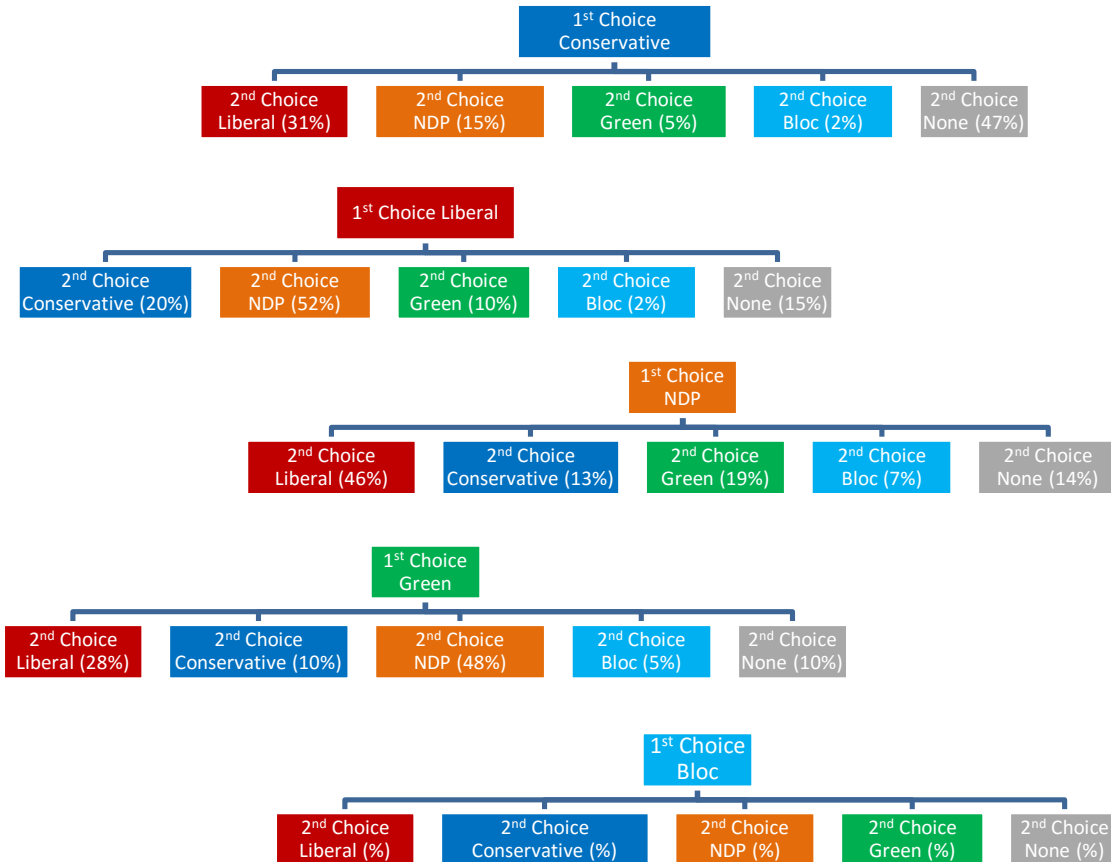 1st Choice
Conservative
2nd Choice
Liberal (31%)
2nd Choice
NDP (15%)
2nd Choice
Green (5%)
2nd Choice
Bloc (2%)
2nd Choice
None (47%)
1st Choice Liberal
2nd Choice
Conservative (20%)
2nd Choice
NDP (52%)
2nd Choice
Green (10%)
2nd Choice
Bloc (2%)
2nd Choice
None (15%)
1st Choice
NDP
2nd Choice
Liberal (46%)
2nd Choice
Conservative (13%)
2nd Choice
Green (19%)
2nd Choice
Bloc (7%)
2nd Choice
None (14%)
1st Choice
Green
2nd Choice
Liberal (28%)
2nd Choice
Conservative (10%)
2nd Choice
NDP (48%)
2nd Choice
Bloc (5%)
2nd Choice
None (10%)
1st Choice
Bloc
2nd Choice
Liberal (%)
2nd Choice
Conservative (%)
2nd Choice
NDP (%)
2nd Choice
Green (%)
2nd Choice
None (%)